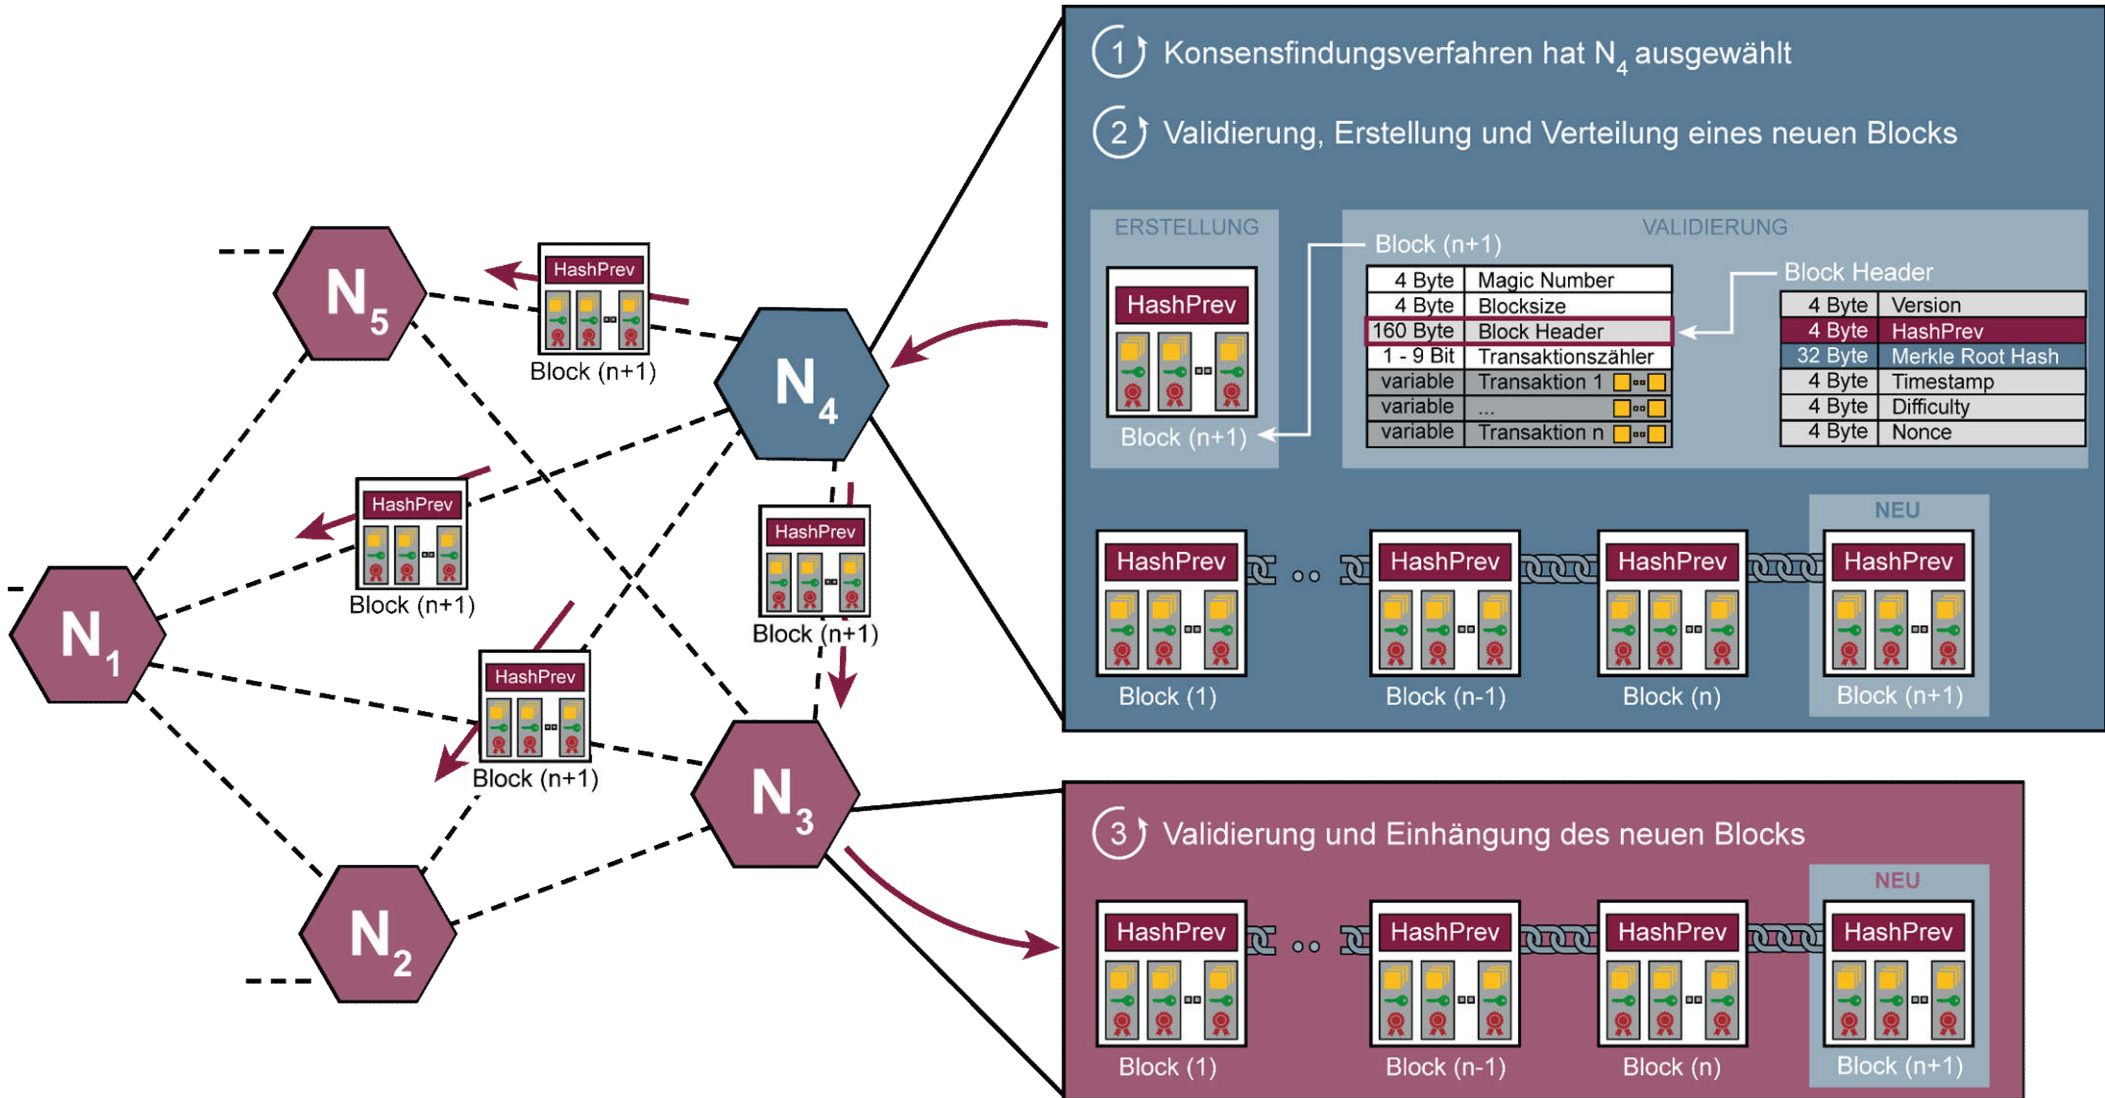 1 Konsensfindungsverfahren hat N4 ausgewählt
2 Validierung, Erstellung und Verteilung eines neuen Blocks
ERSTELLUNG
HashPrev
Block (n+1)
VALIDIERUNG
Block (n+1)
4 Byte Magic Number
4 Byte Blocksize
160 Byte Block Header
1 - 9 Bit Transaktionszähler
variable Transaktion 1
variable ...
variable Transaktion n
Block Header
4 Byte Version
4 Byte HashPrev
32 Byte Merkle Root Hash
4 Byte Timestamp
4 Byte Difficulty
4 Byte Nonce
NEU
HashPrev HashPrev HashPrev HashPrev
Block (1) Block (n-1) Block (n) Block (n+1)
N5
HashPrev
Block (n+1)
N4
HashPrev
Block (n+1)
HashPrev
Block (n+1)
N1
HashPrev
Block (n+1)
N3
N2
3 Validierung und Einhängung des neuen Blocks
NEU
HashPrev HashPrev HashPrev HashPrev
Block (1) Block (n-1) Block (n) Block (n+1)